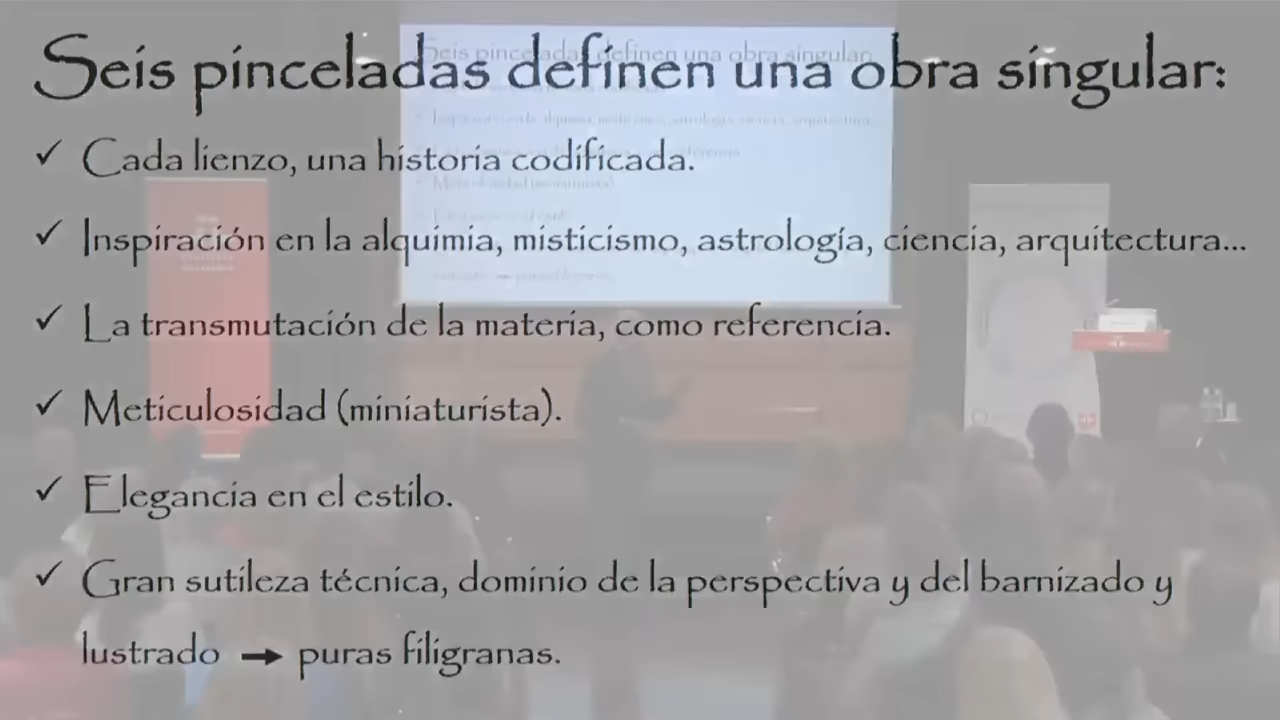 Seis pinceladas definen una obra singular:
✓ Cada lienzo, una historia codificada.
✓ Inspiración en la alquimia, misticismo, astrología, ciencia, arquitectura...
✓ La transmutación de la materia, como referencia.
✓ Meticulosidad (miniaturista).
✓ Elegancia en el estilo.
✓ Gran sutileza técnica, dominio de la perspectiva y del barnizado y
lustrado → puras filigranas.